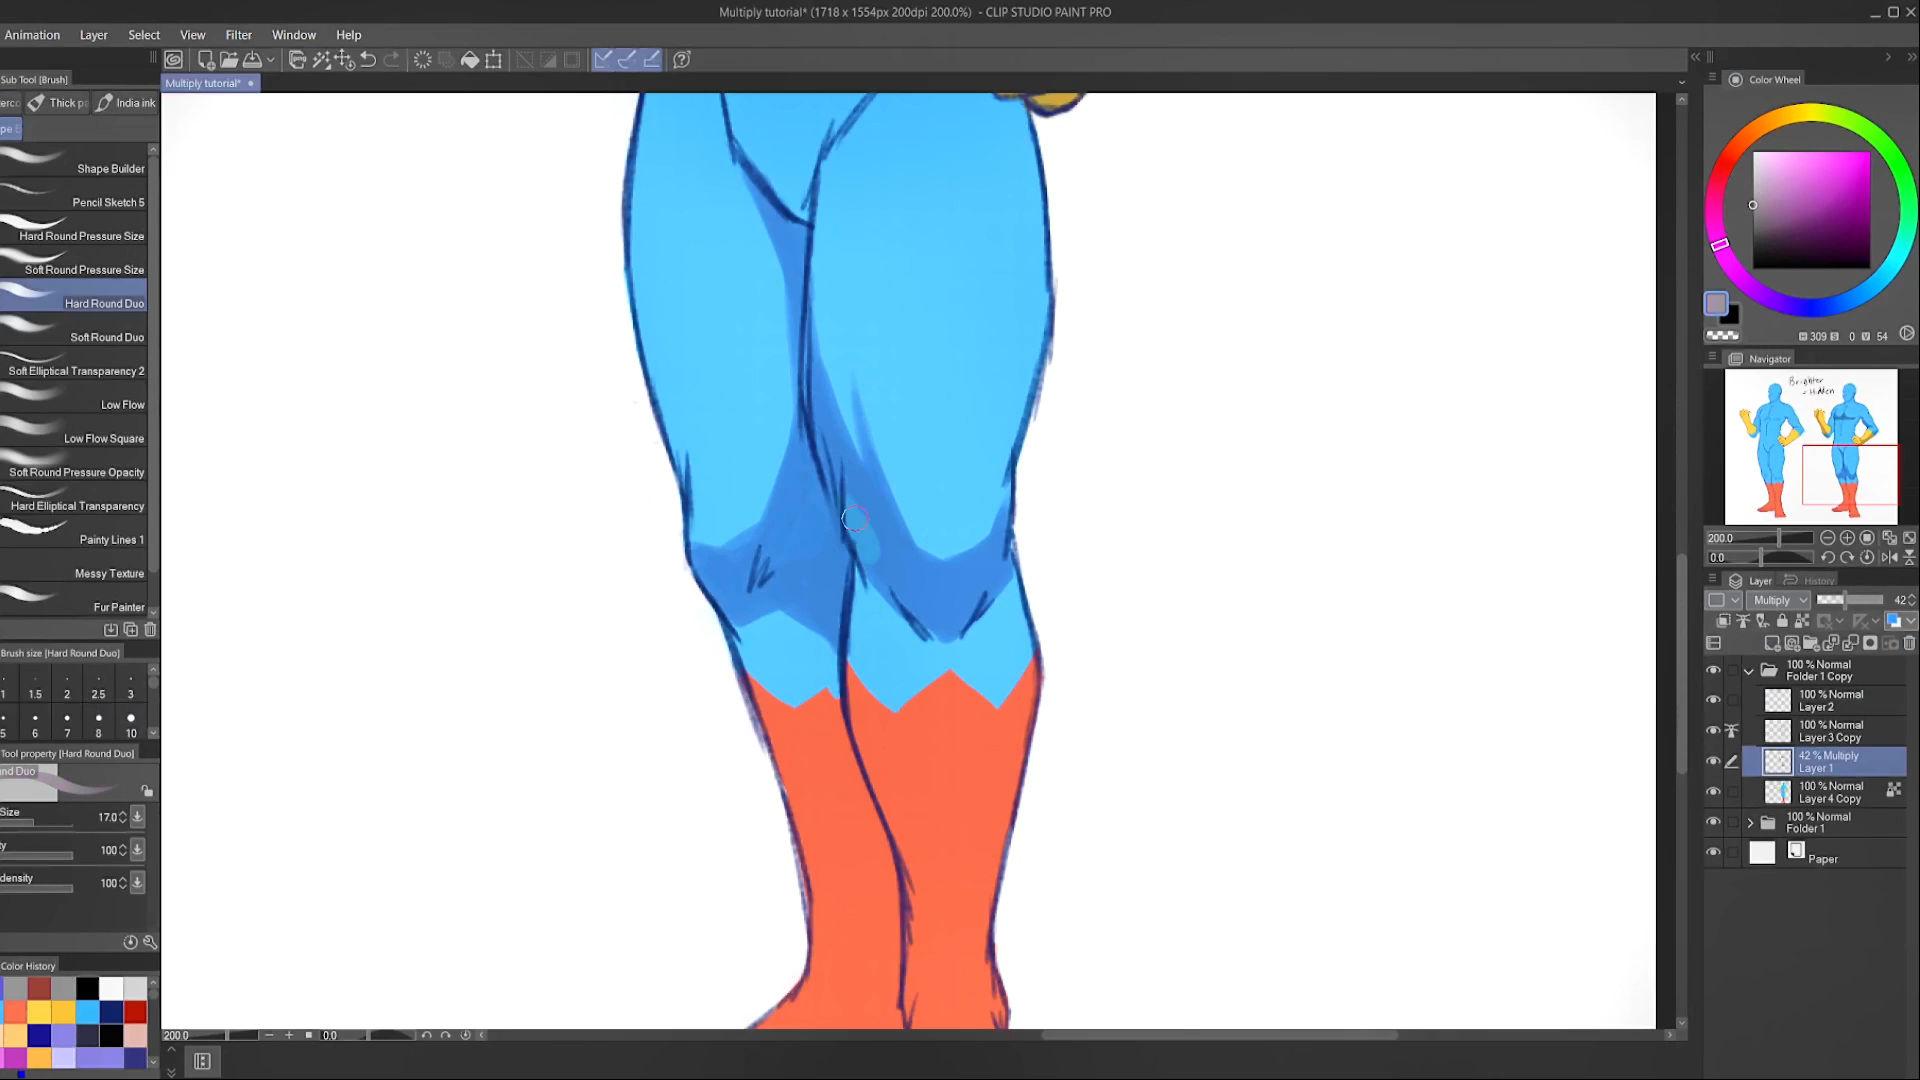 Multiply tutorial* (1718 x 1554px 200dpi 200.0%) - CLIP STUDIO PAINT PRO
Animation Layer Select View Filter Window Help
Multiply tutorial*
Sub Tool [Brush]
Thick India ink
Shape Builder
Pencil Sketch 5
Hard Round Pressure Size
Soft Round Pressure Size
Hard Round Duo
Soft Round Duo
Soft Elliptical Transparency 2
Low Flow
Low Flow Square
Soft Round Pressure Opacity
Hard Elliptical Transparency
Painty Lines 1
Messy Texture
Fur Painter
Brush size [Hard Round Duo]
1 1.5 2 2.5 3
5 6 7 8 10
Tool property [Hard Round Duo]
und Duo
Size 17.0
ty 100
density 100
Color History
200.0 0.0
Color Wheel
H 309 S 0 V 54
Navigator
Brighter
- Hidden
200.0
0.0
Layer History
Multiply 42
100 % Normal
Folder 1 Copy
100 % Normal
Layer 2
100 % Normal
Layer 3 Copy
42 % Multiply
Layer 1
100 % Normal
Layer 4 Copy
100 % Normal
Folder 1
Paper